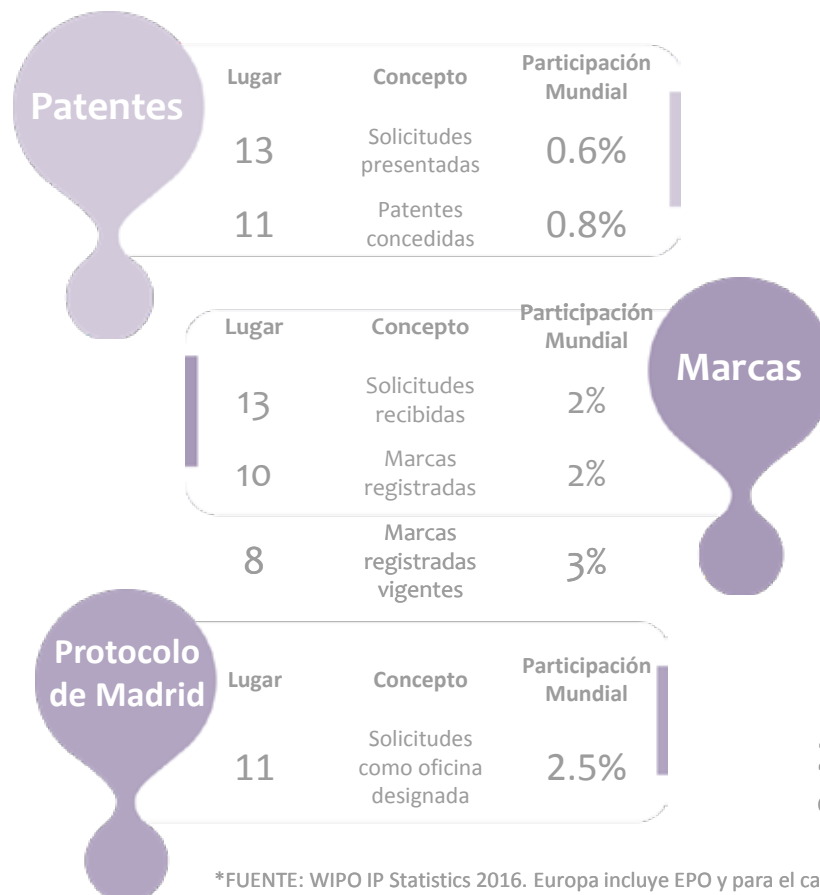 Patentes
Lugar Concepto Participación
Mundial
13 Solicitudes
presentadas 0.6%
11 Patentes
concedidas 0.8%
Marcas
Lugar Concepto Participación
Mundial
13 Solicitudes
recibidas 2%
10 Marcas
registradas 2%
8 Marcas
registradas
vigentes 3%
Protocolo
de Madrid
Lugar Concepto Participación
Mundial
11 Solicitudes
como oficina
designada 2.5%
*FUENTE: WIPO IP Statistics 2016. Europa incluye EPO y para el